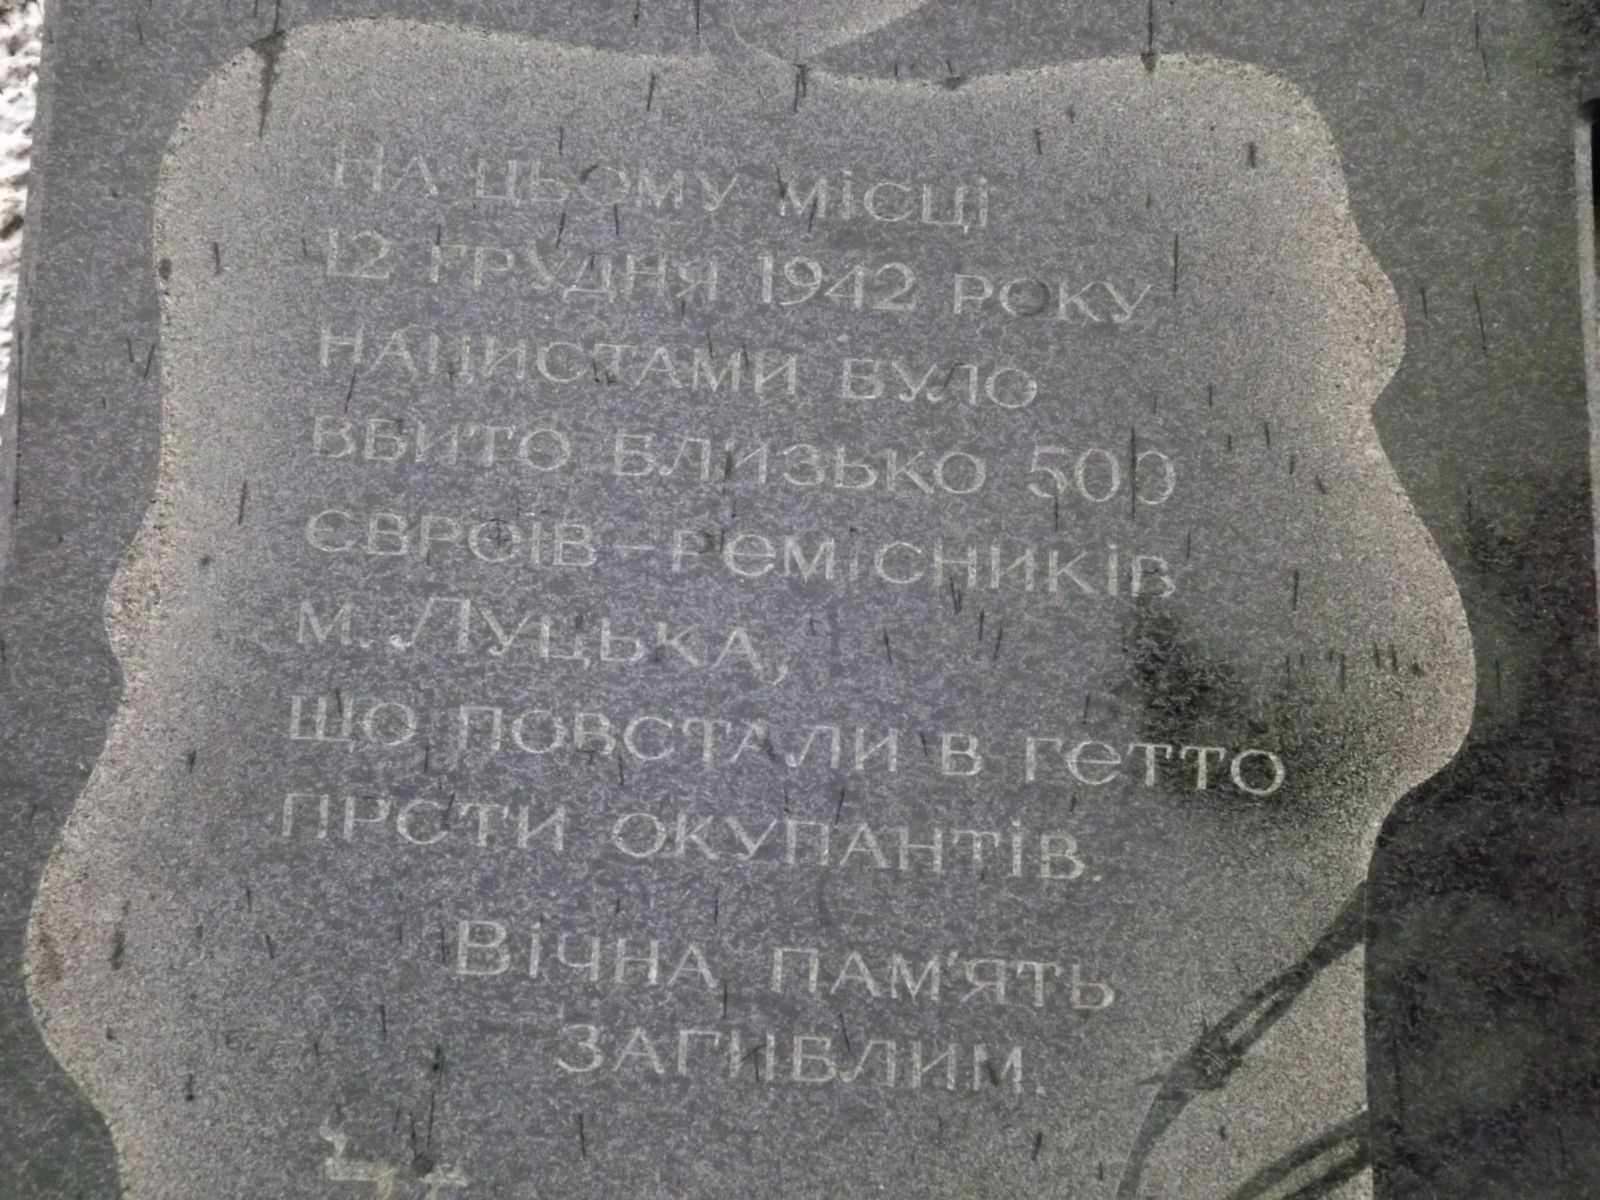 На цьому місці
12 грудня 1942 року
нацистами було
вбито близько 500
євреїв – ремісників
м. Луцька,
що повстали в гетто
проти окупантів.
Вічна пам'ять
загиблим.